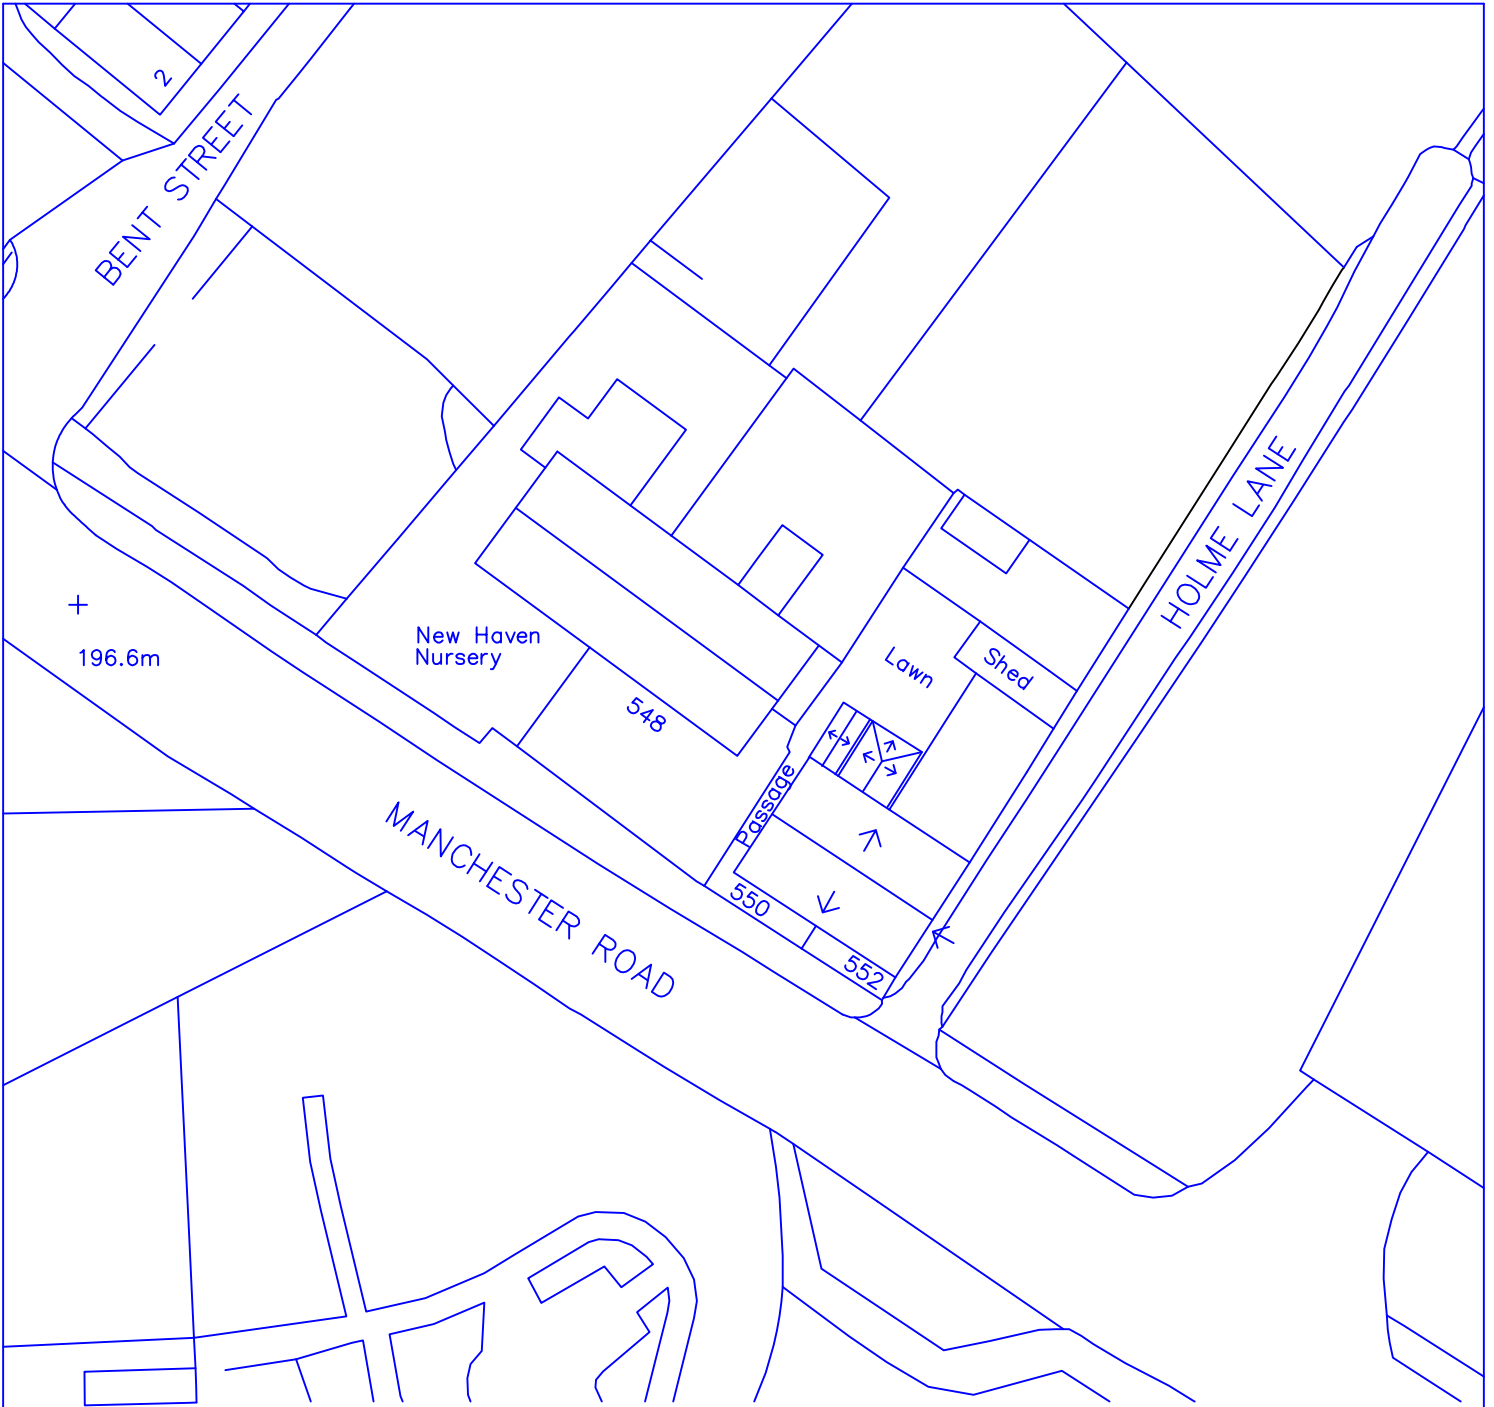 2
BENT STREET
HOLME LANE
196.6m
New Haven
Nursery
Lawn
Shed
548
Passage
MANCHESTER ROAD
550
552